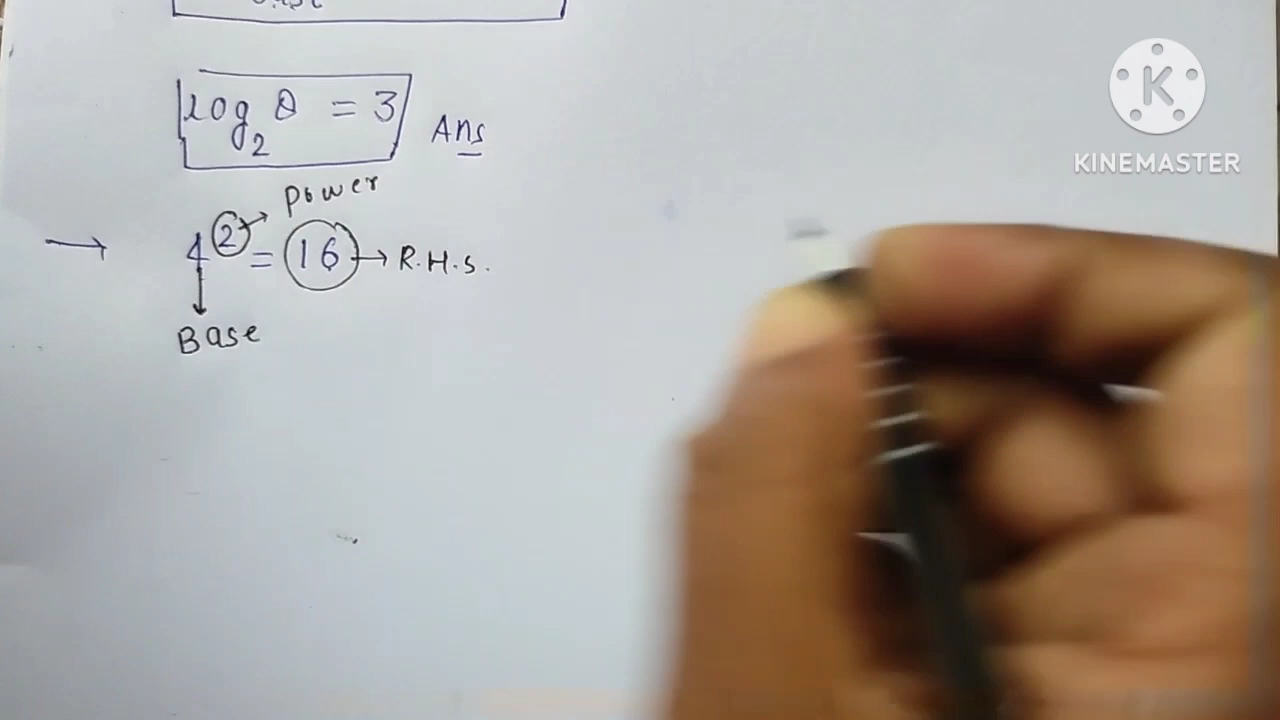 log₂ 8 = 3 Ans
Power
4² = 16 → R.H.S.
Base
KINEMASTER